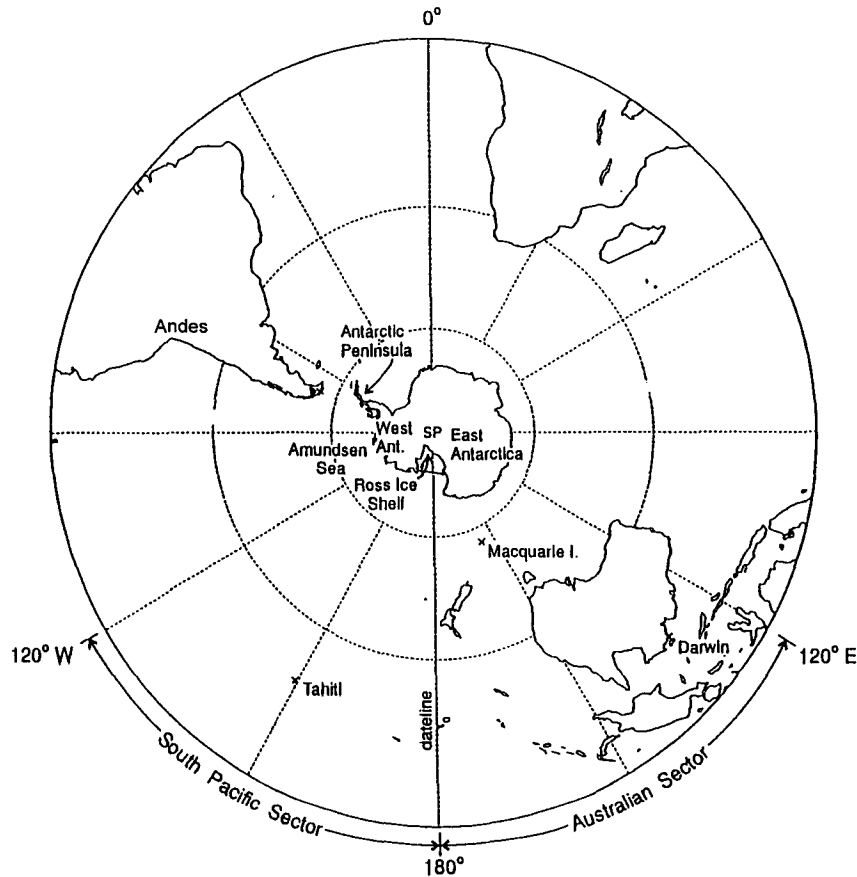 0°
Andes
Antarctic
Peninsula
West
Ant.
SP
East
Antarctica
Amundsen
Sea
Ross Ice
Shelf
Macquarie I.
Darwin
120° W
120° E
Tahiti
dateline
South Pacific Sector
Australian Sector
180°